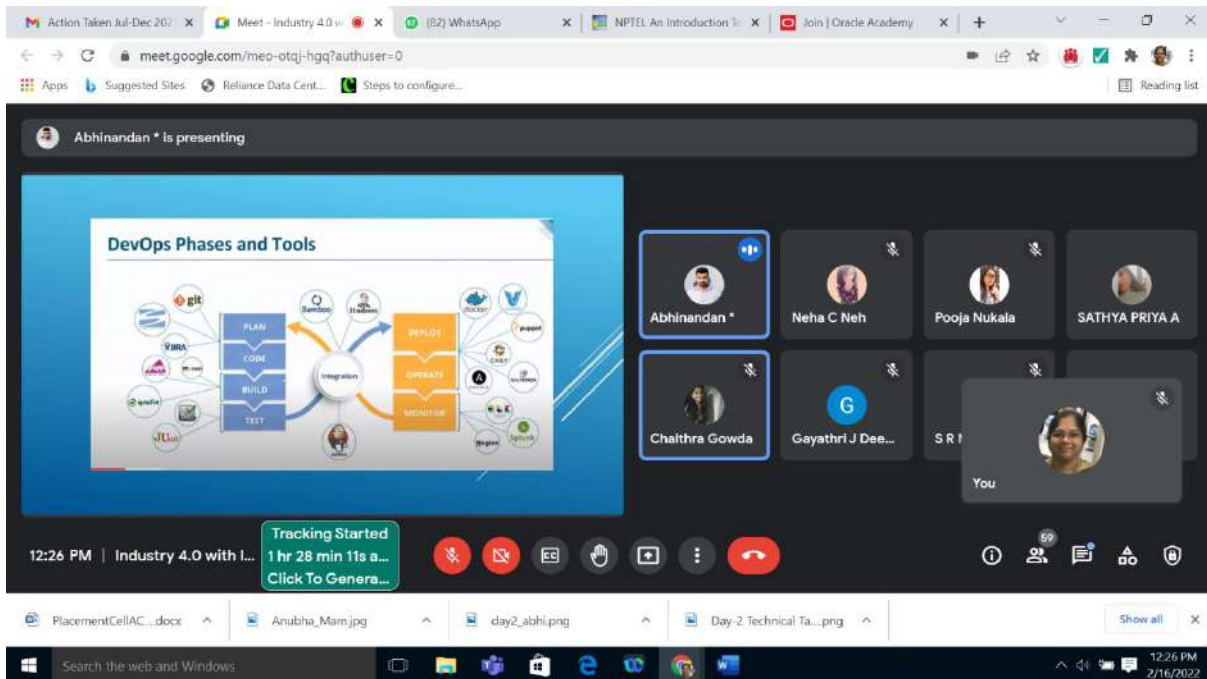 Action Taken Jul-Dec 202
Meet - Industry 4.0 w
(82) WhatsApp
NPTEL An Introduction To
Join | Oracle Academy
meet.google.com/meo-otqj-hgq?authuser=0
Apps
Suggested Sites
Reliance Data Cent...
Steps to configure...
Reading list
Abhinandan * is presenting
DevOps Phases and Tools
git
JIRA
gradle
JUnit
PLAN
CODE
BUILD
TEST
Bamboo
Hudson
Integration
DEPLOY
OPERATE
MONITOR
docker
puppet
CHEF
Nagios
Splunk
Abhinandan *
Neha C Neh
Pooja Nukala
SATHYA PRIYA A
Chaithra Gowda
G
Gayathri J Dee...
S R
You
12:26 PM | Industry 4.0 with I...
Tracking Started
1 hr 28 min 11s a...
Click To Genera...
CC
59
PlacementCellAC....docx
Anubha_Mam.jpg
day2_abhi.png
Day-2 Technical Ta....png
Show all
Search the web and Windows
12:26 PM
2/16/2022